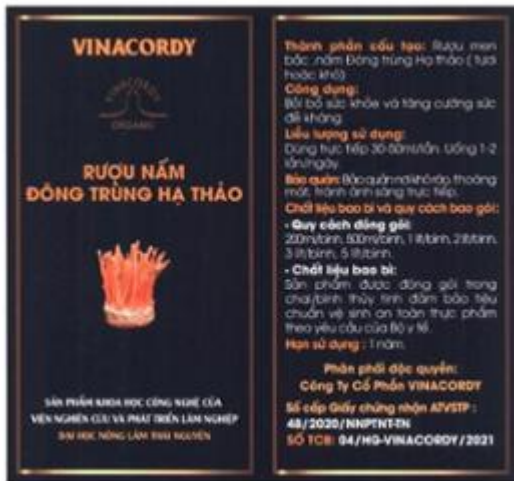 VINACORDY
VINACORDY
ORGANIC
RƯỢU NẤM
ĐÔNG TRÙNG HẠ THẢO
SẢN PHẨM KHOA HỌC CÔNG NGHỆ CỦA
VIỆN NGHIÊN CỨU VÀ PHÁT TRIỂN LÂM NGHIỆP
ĐẠI HỌC NÔNG LÂM THÁI NGUYÊN
Thành phần cấu tạo: Rượu men
bắc ,nấm Đông trùng Hạ thảo ( tươi
hoặc khô)
Công dụng:
Bồi bổ sức khỏe và tăng cường sức
đề kháng
Liều lượng sử dụng:
Dùng trực tiếp 30-50ml/lần. Uống 1-2
lần/ngày.
Bảo quản: Bảo quản nơi khô ráo thoáng
mát, tránh ánh sáng trực tiếp.
Chất liệu bao bì và quy cách bao gói:
- Quy cách đóng gói:
200ml/bình, 500ml/bình, 1 lít/bình, 2 lít/bình,
3 lít/bình, 5 lít/bình.
- Chất liệu bao bì:
Sản phẩm được đóng gói trong
chai/bình thủy tinh đảm bảo tiêu
chuẩn vệ sinh an toàn thực phẩm
theo yêu cầu của Bộ y tế.
Hạn sử dụng : 1 năm.
Phân phối độc quyền:
Công Ty Cổ Phần VINACORDY
Số cấp Giấy chứng nhận ATVSTP :
48/2020/NNPTNT-TN
SỐ TCB: 04/HG-VINACORDY/2021